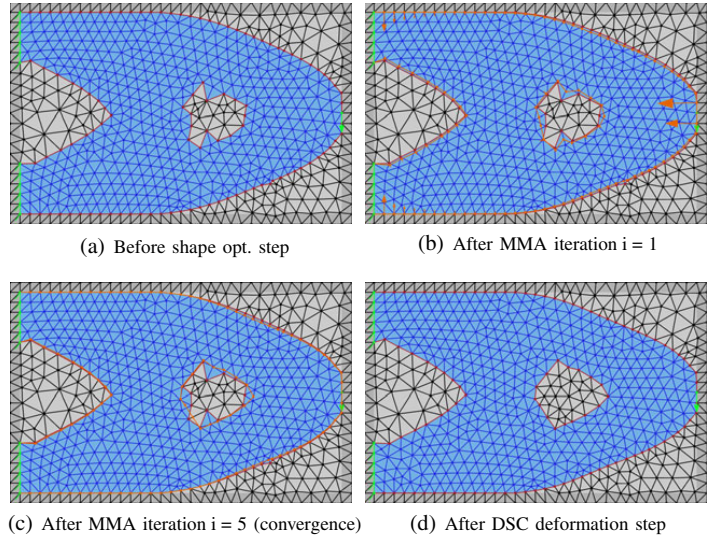 (a) Before shape opt. step
(b) After MMA iteration i = 1
(c) After MMA iteration i = 5 (convergence)
(d) After DSC deformation step